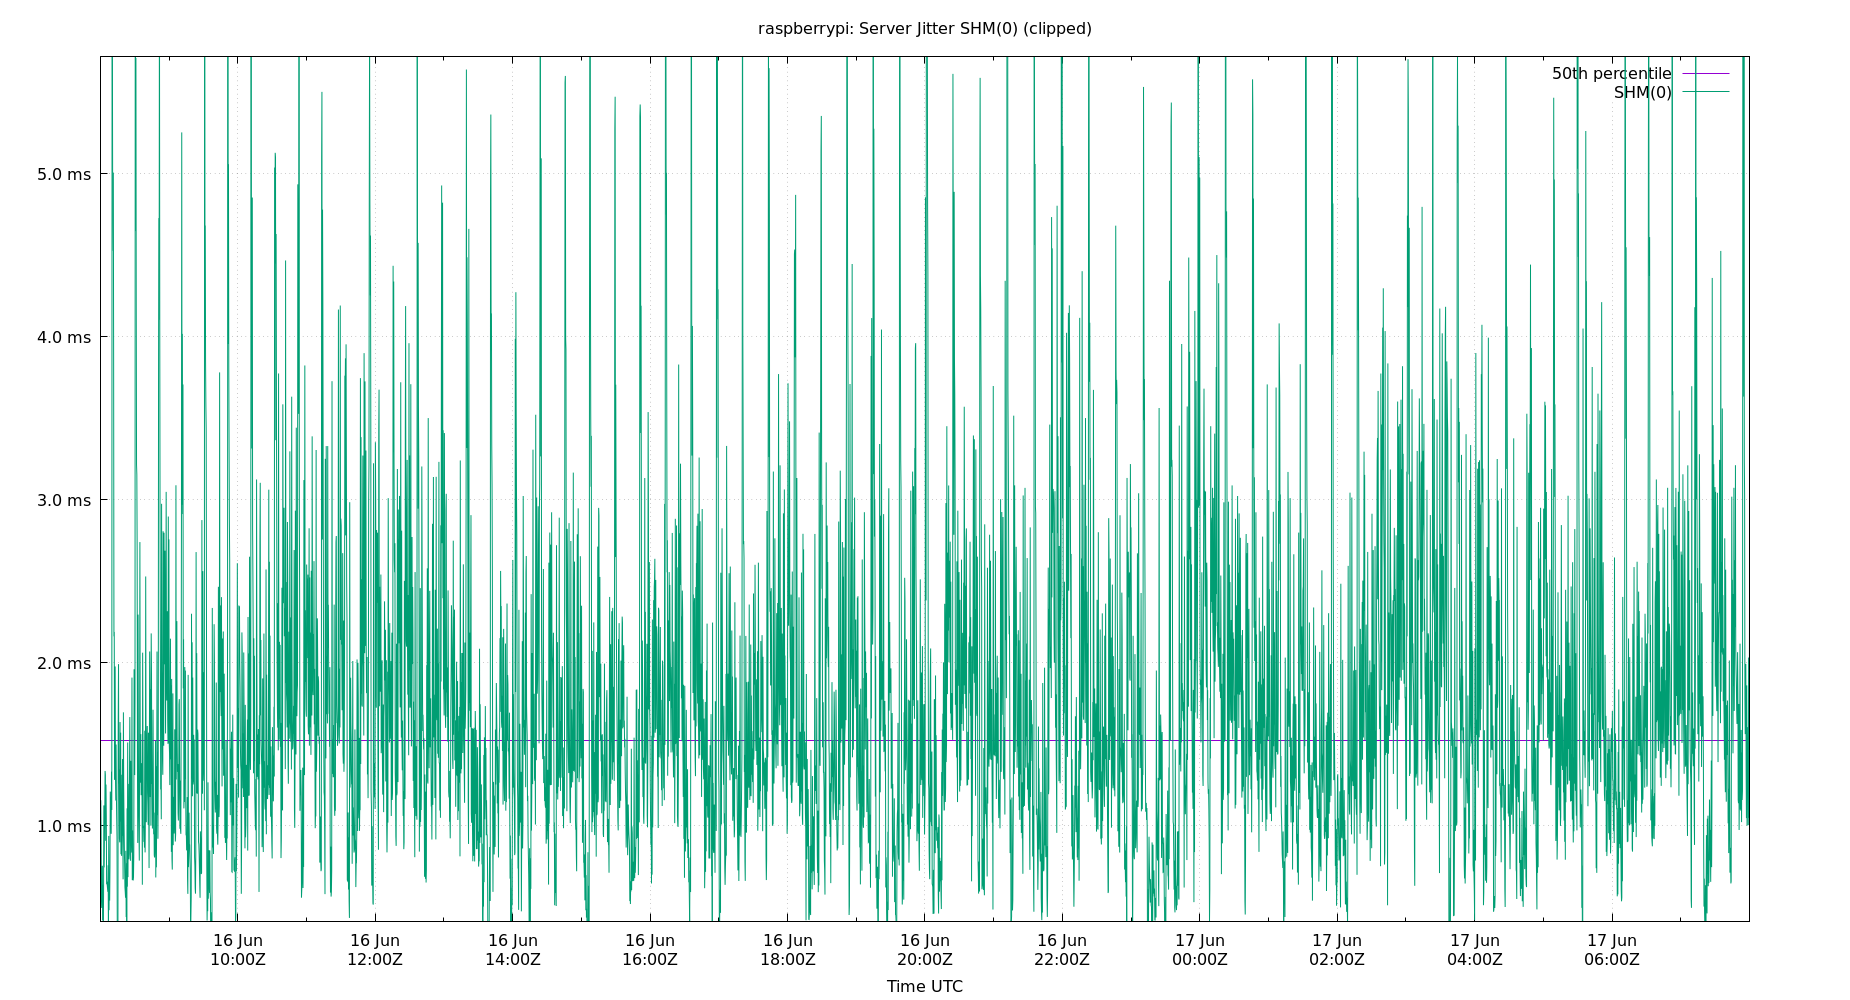 raspberrypi: Server Jitter SHM(0) (clipped)
50th percentile
SHM(0)
5.0 ms
4.0 ms
3.0 ms
2.0 ms
1.0 ms
16 Jun 16 Jun 16 Jun 16 Jun 16 Jun 16 Jun 16 Jun 17 Jun 17 Jun 17 Jun 17 Jun
10:00Z 12:00Z 14:00Z 16:00Z 18:00Z 20:00Z 22:00Z 00:00Z 02:00Z 04:00Z 06:00Z
Time UTC